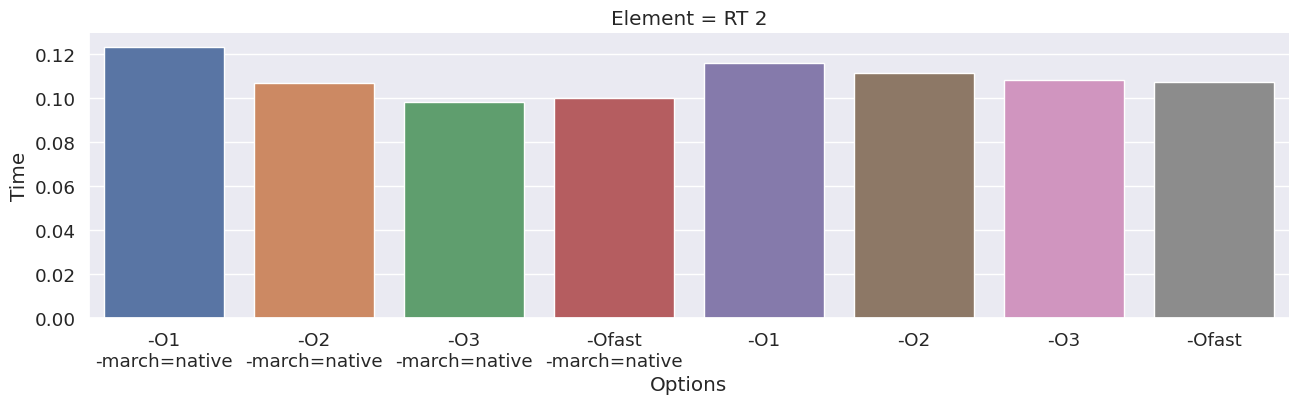 Element = RT 2
Time
0.12
0.10
0.08
0.06
0.04
0.02
0.00
-O1
-march=native
-O2
-march=native
-O3
-march=native
-Ofast
-march=native
-O1
-O2
-O3
-Ofast
Options